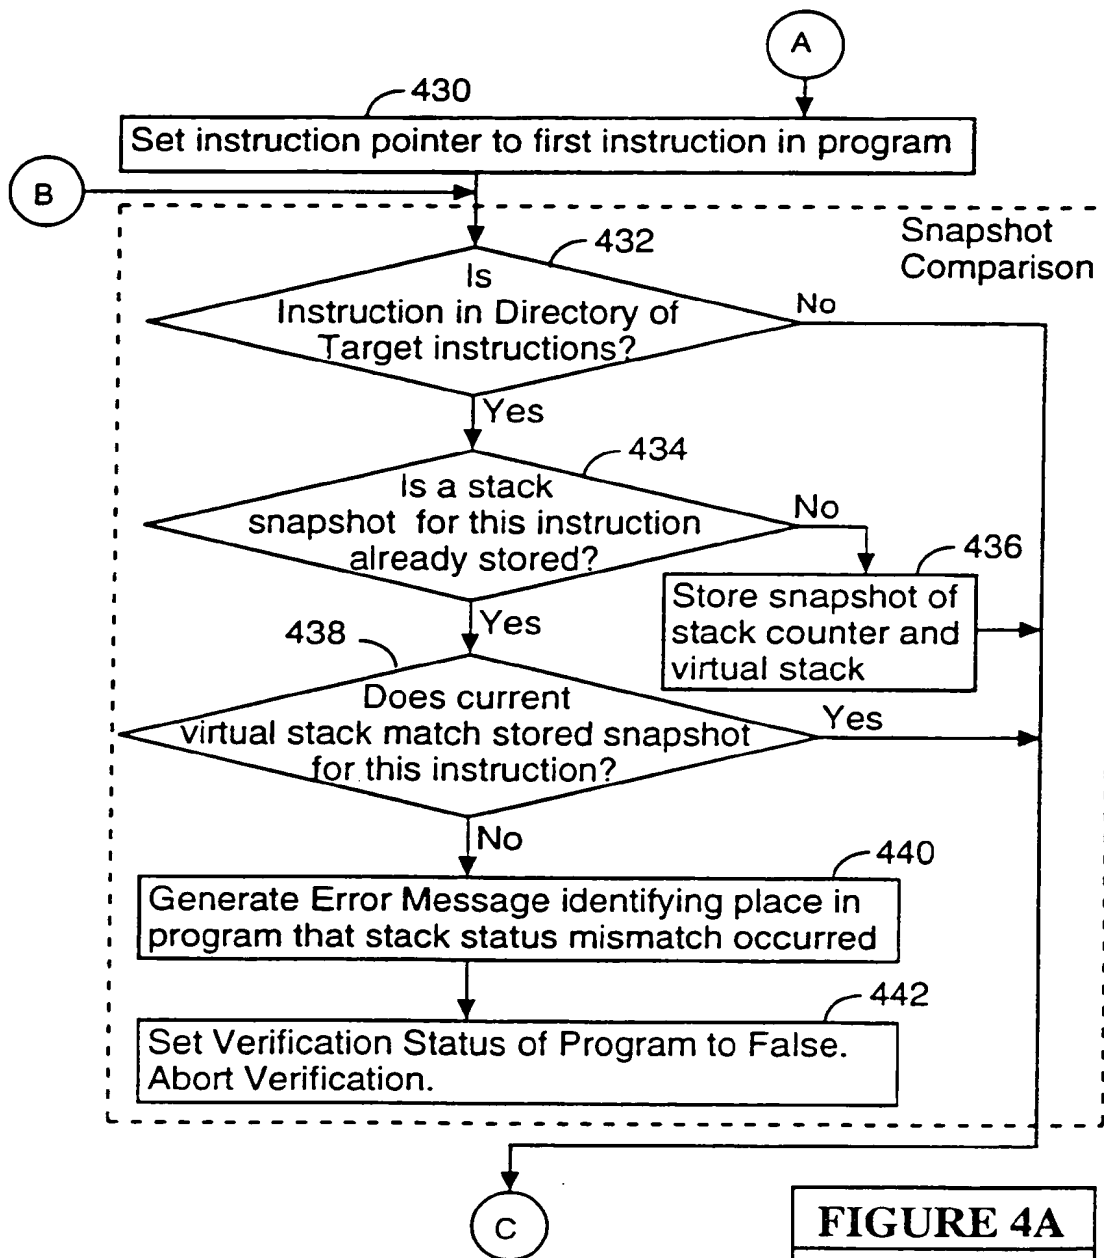 A
430
Set instruction pointer to first instruction in program
B
Snapshot
Comparison
432
Is
Instruction in Directory of
Target instructions?
No
Yes
434
Is a stack
snapshot for this instruction
already stored?
No
436
Store snapshot of
stack counter and
virtual stack
Yes
438
Does current
virtual stack match stored snapshot
for this instruction?
Yes
No
440
Generate Error Message identifying place in
program that stack status mismatch occurred
442
Set Verification Status of Program to False.
Abort Verification.
C
FIGURE 4A